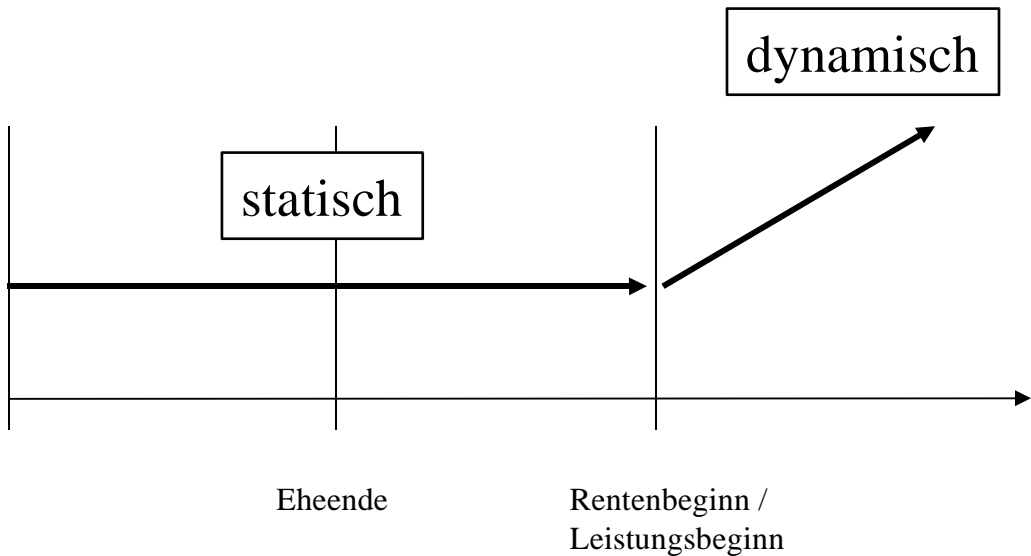 dynamisch
statisch
Eheende
Rentenbeginn /
Leistungsbeginn